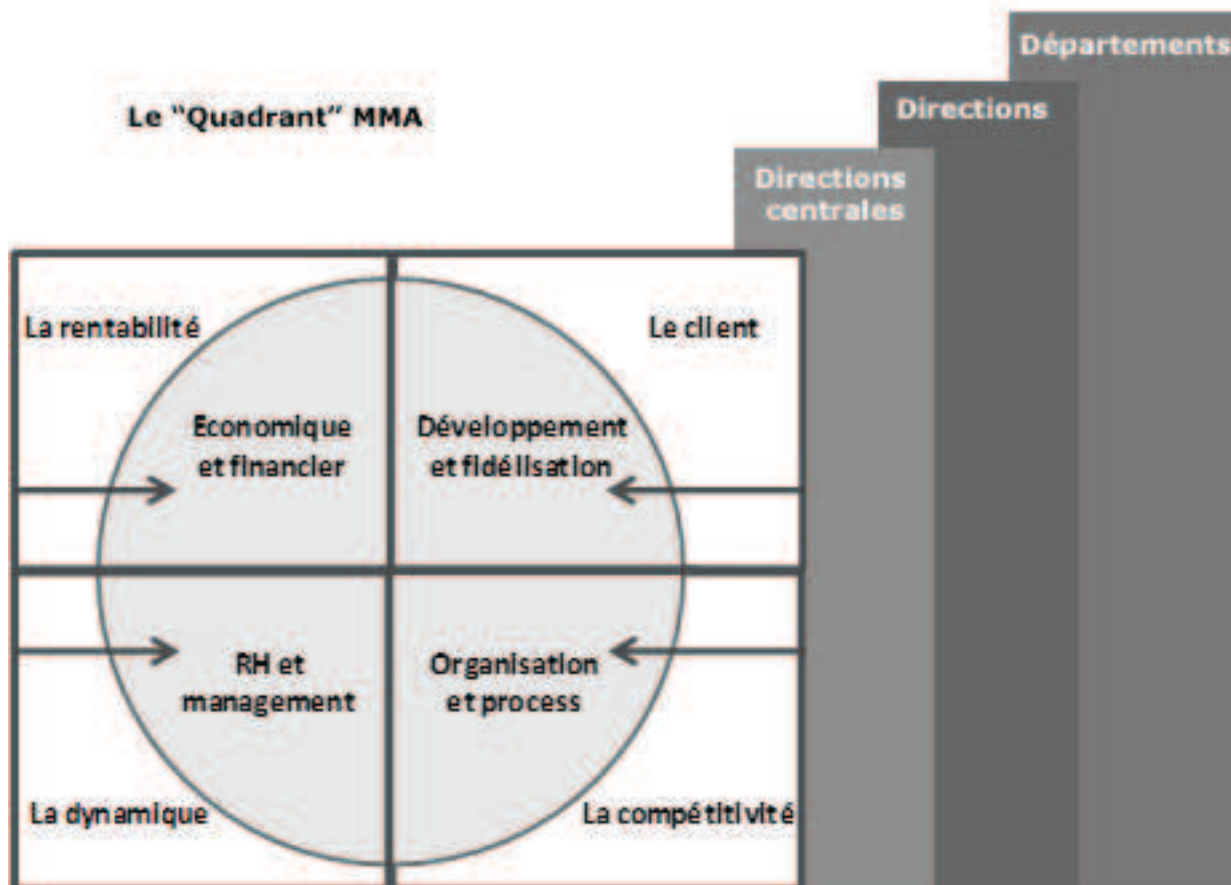 Départements
Directions
Le “Quadrant” MMA
Directions
centrales
La rentabilité
Le client
Economique
et financier
Développement
et fidélisation
RH et
management
Organisation
et process
La dynamique
La compétitivité